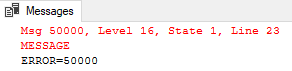 Messages
Msg 50000, Level 16, State 1, Line 23
MESSAGE
ERROR=50000